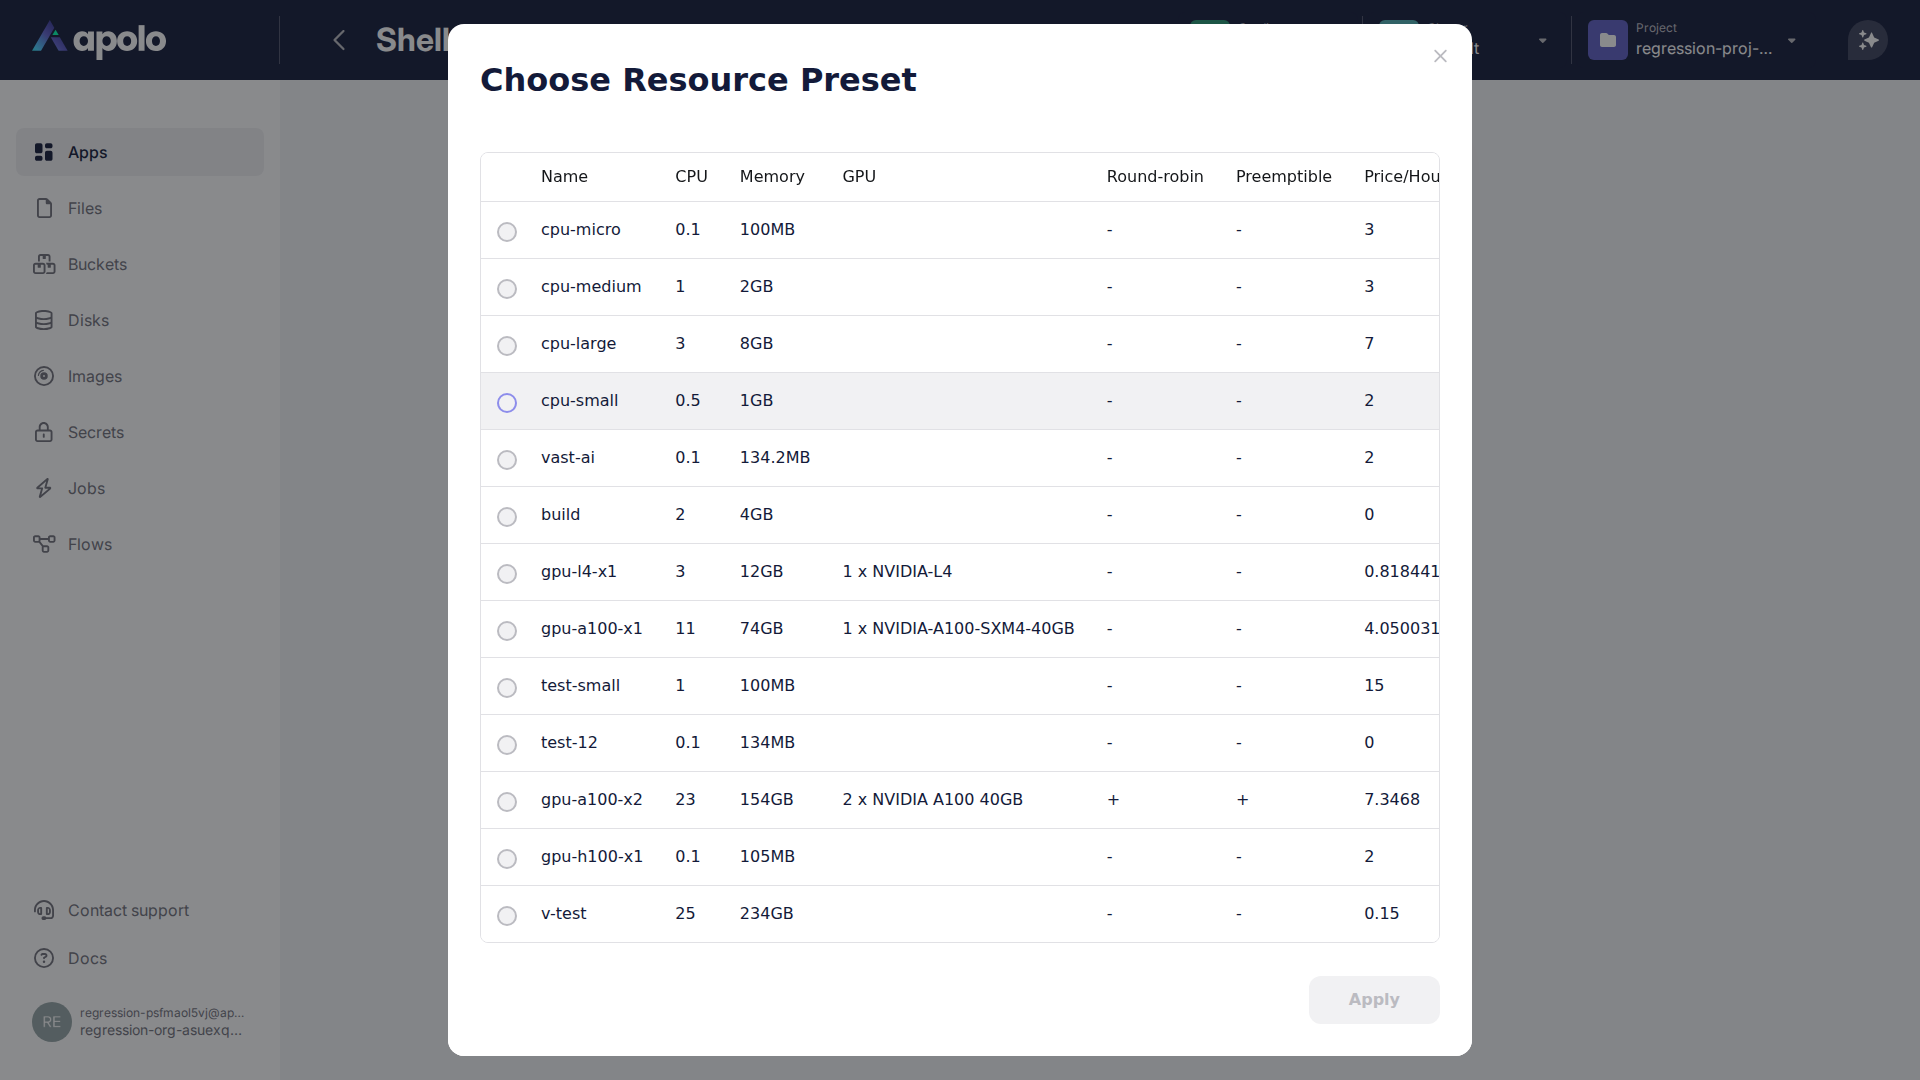 apolo
Shell
lt
Project
regression-proj-...
Apps
Files
Buckets
Disks
Images
Secrets
Jobs
Flows
Contact support
Docs
RE
regression-psfmaol5vj@ap...
regression-org-asuexq...
Choose Resource Preset
Name CPU Memory GPU Round-robin Preemptible Price/Hou
cpu-micro 0.1 100MB - - 3
cpu-medium 1 2GB - - 3
cpu-large 3 8GB - - 7
cpu-small 0.5 1GB - - 2
vast-ai 0.1 134.2MB - - 2
build 2 4GB - - 0
gpu-l4-x1 3 12GB 1 x NVIDIA-L4 - - 0.818441
gpu-a100-x1 11 74GB 1 x NVIDIA-A100-SXM4-40GB - - 4.050031
test-small 1 100MB - - 15
test-12 0.1 134MB - - 0
gpu-a100-x2 23 154GB 2 x NVIDIA A100 40GB + + 7.3468
gpu-h100-x1 0.1 105MB - - 2
v-test 25 234GB - - 0.15
Apply